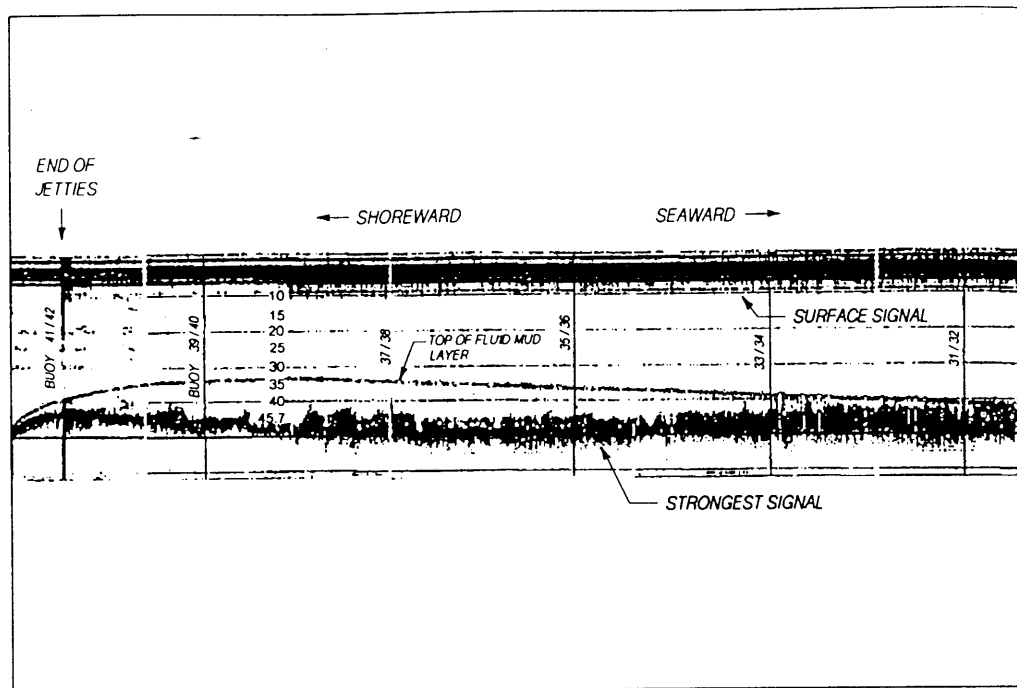 END OF
JETTIES
SHOREWARD
SEAWARD
10
15
20
25
30
35
40
45.7
BUOY 41/42
BUOY 39/40
37/38
35/36
33/34
31/32
SURFACE SIGNAL
TOP OF FLUID MUD
LAYER
STRONGEST SIGNAL